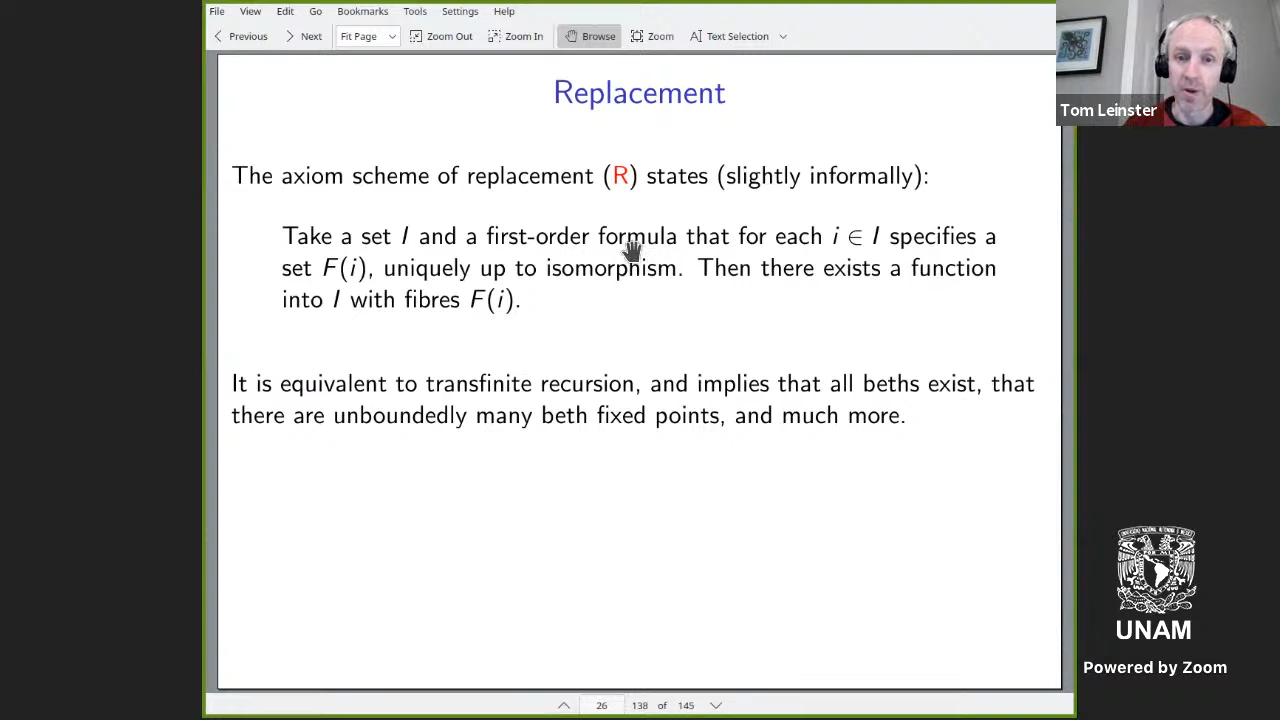 File View Edit Go Bookmarks Tools Settings Help
Previous Next Fit Page Zoom Out Zoom In Browse Zoom Text Selection
Tom Leinster
Replacement
The axiom scheme of replacement (R) states (slightly informally):
Take a set I and a first-order formula that for each i ∈ I specifies a
set F(i), uniquely up to isomorphism. Then there exists a function
into I with fibres F(i).
It is equivalent to transfinite recursion, and implies that all beths exist, that
there are unboundedly many beth fixed points, and much more.
UNAM
Powered by Zoom
26 138 of 145